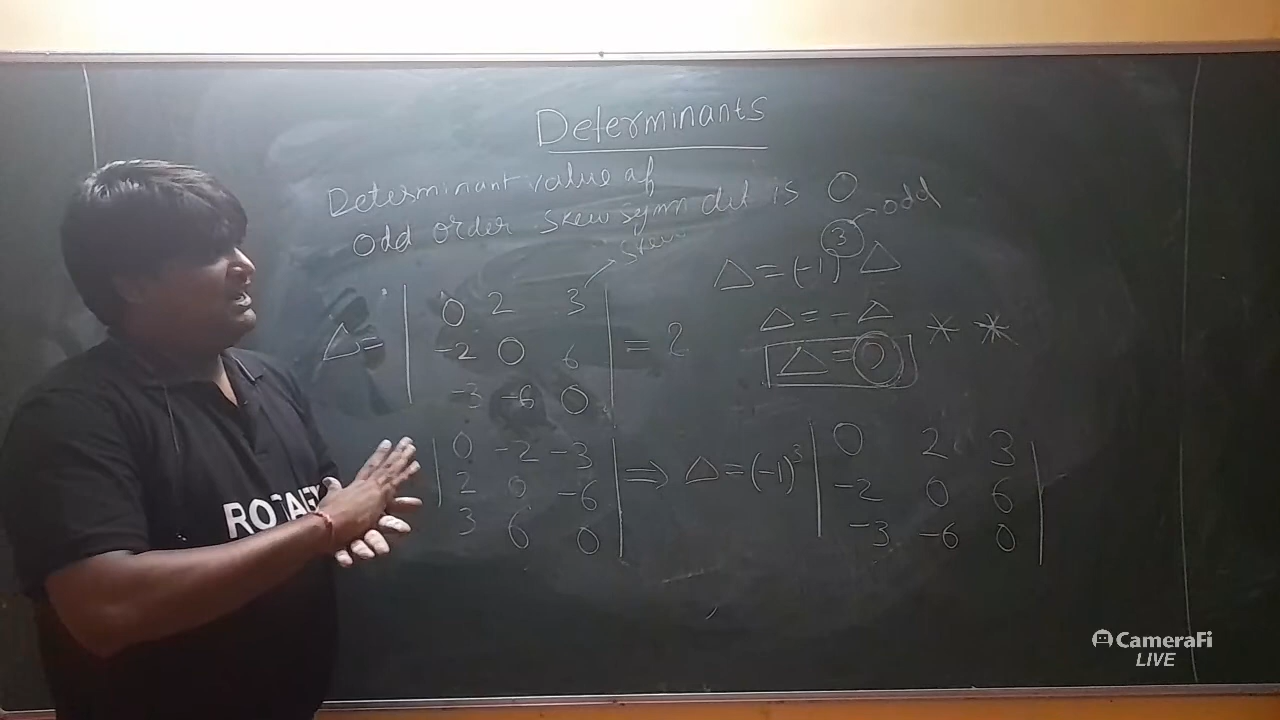 Determinants
Determinant value of
Odd order skew symm det is 0
skew
Δ = | 0 2 3 | = 2
| -2 0 6 |
| -3 -6 0 |
Δ = (-1)^3 Δ → odd
Δ = -Δ
Δ = 0 * *
| 0 -2 -3 | ⇒ Δ = (-1)^3 | 0 2 3 |
| 2 0 -6 | | -2 0 6 |
| 3 6 0 | | -3 -6 0 |
CameraFi
LIVE